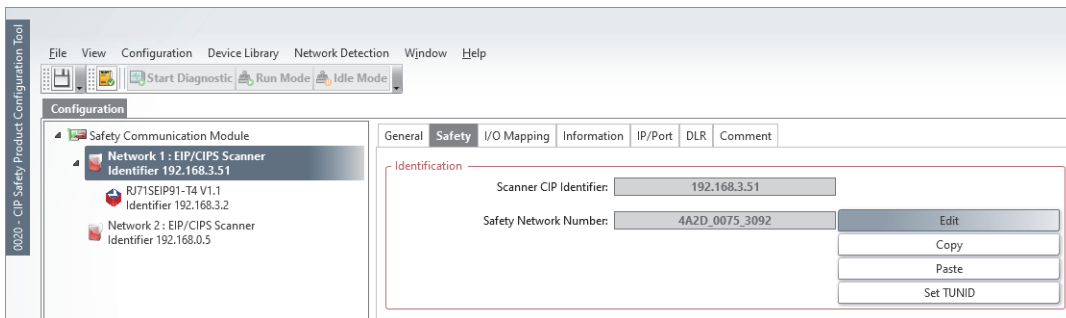 0020 - CIP Safety Product Configuration Tool
File View Configuration Device Library Network Detection Window Help
Start Diagnostic Run Mode Idle Mode
Configuration
Safety Communication Module
Network 1 : EIP/CIPS Scanner
Identifier 192.168.3.51
RJ71SEIP91-T4 V1.1
Identifier 192.168.3.2
Network 2 : EIP/CIPS Scanner
Identifier 192.168.0.5
General Safety I/O Mapping Information IP/Port DLR Comment
Identification
Scanner CIP Identifier: 192.168.3.51
Safety Network Number: 4A2D_0075_3092 Edit
Copy
Paste
Set TUNID